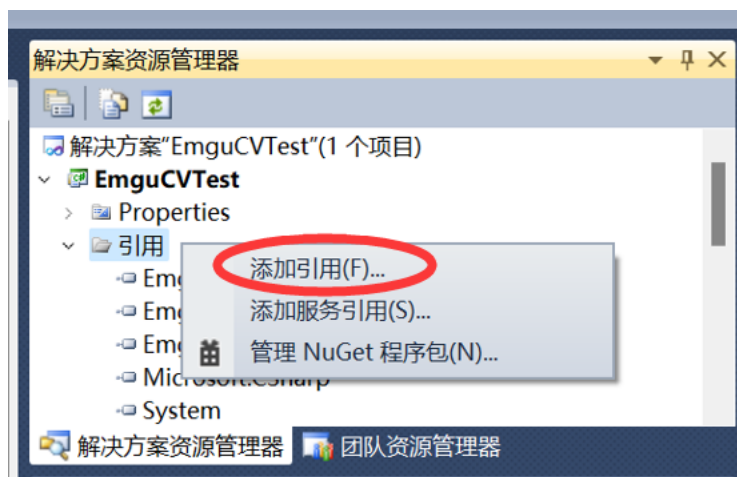 解决方案资源管理器
解决方案“EmguCVTest”(1 个项目)
EmguCVTest
Properties
引用
添加引用(F)...
添加服务引用(S)...
管理 NuGet 程序包(N)...
System
解决方案资源管理器
团队资源管理器